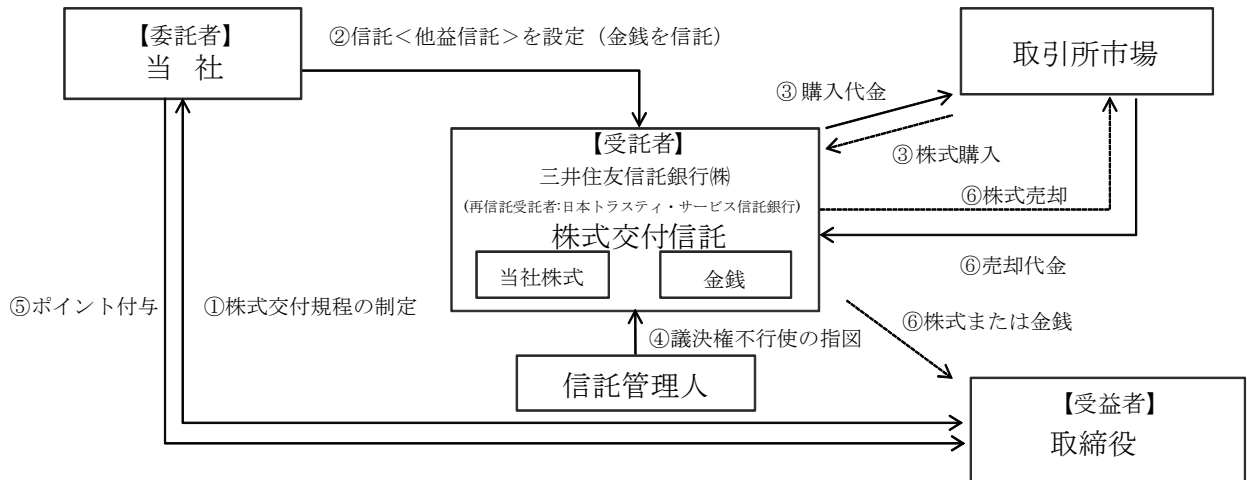 【委託者】
当 社
②信託<他益信託>を設定（金銭を信託）
取引所市場
③購入代金
③株式購入
【受託者】
三井住友信託銀行㈱
(再信託受託者:日本トラスティ・サービス信託銀行)
株式交付信託
当社株式
金銭
⑥株式売却
⑥売却代金
⑤ポイント付与
①株式交付規程の制定
④議決権不行使の指図
⑥株式または金銭
信託管理人
【受益者】
取締役